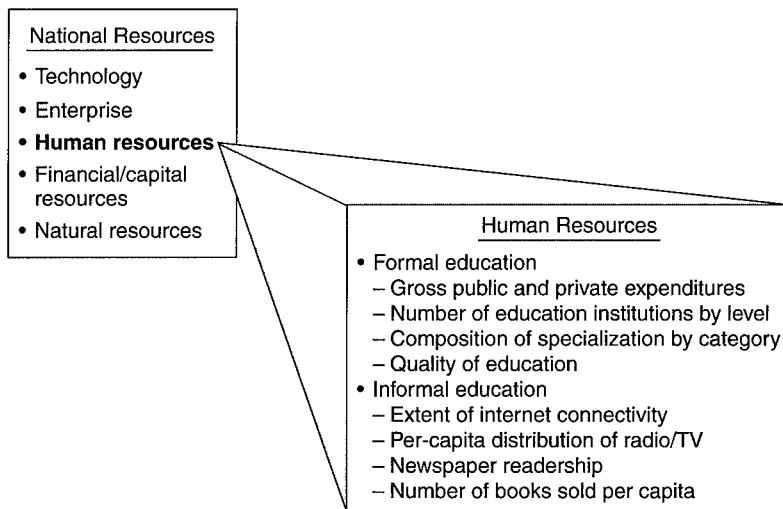 National Resources
• Technology
• Enterprise
• Human resources
• Financial/capital
resources
• Natural resources
Human Resources
• Formal education
– Gross public and private expenditures
– Number of education institutions by level
– Composition of specialization by category
– Quality of education
• Informal education
– Extent of internet connectivity
– Per-capita distribution of radio/TV
– Newspaper readership
– Number of books sold per capita